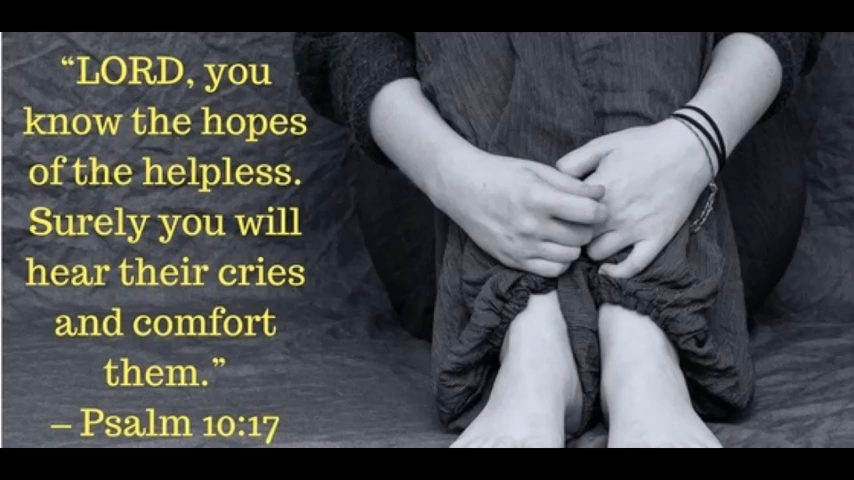 “LORD, you
know the hopes
of the helpless.
Surely you will
hear their cries
and comfort
them.”
– Psalm 10:17